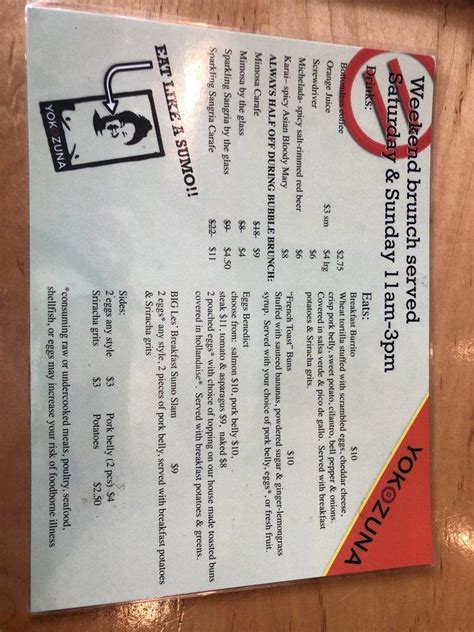 Weekend brunch served
Saturday & Sunday 11am-3pm
YOKOZUNA
Drinks:
Bottomless coffee $2.75
Orange Juice $3 sm $4 lrg
Screwdriver $6
Michelada- spicy salt-rimmed red beer $6
Karai– spicy Asian Bloody Mary $8
ALWAYS HALF OFF DURING BUBBLE BRUNCH:
Mimosa Carafe $18- $9
Mimosa by the glass $8- $4
Sparkling Sangria by the glass $9- $4.50
Sparkling Sangria Carafe $22- $11
EAT LIKE A SUMO!!
YOKOZUNA
Eats:
Breakfast Burrito $10
Wheat tortilla stuffed with scrambled eggs, cheddar cheese,
crisp pork belly, sweet potato, cilantro, bell pepper & onions.
Covered in salsa verde & pico de gallo. Served with breakfast
potatoes & Sriracha grits.
"French Toast" Buns $10
Stuffed with sauteed bananas, powdered sugar & ginger-lemongrass
syrup. Served with your choice of pork belly, eggs*, or fresh fruit.
Eggs Benedict
choose from: salmon $10, pork belly $10,
steak $11, tomato & asparagus $9, naked $8
2 poached eggs* with choice of topping on our house made toasted buns
covered in hollandaise*. Served with breakfast potatoes & greens.
BIG Les' Breakfast Sumo Slam $9
2 eggs* any style, 2 pieces of pork belly, served with breakfast potatoes
& Sriracha grits
Sides:
2 eggs any style $3 Pork belly (2 pcs) $4
Sriracha grits $3 Potatoes $2.50
*consuming raw or undercooked meats, poultry, seafood,
shellfish, or eggs may increase your risk of foodborne illness